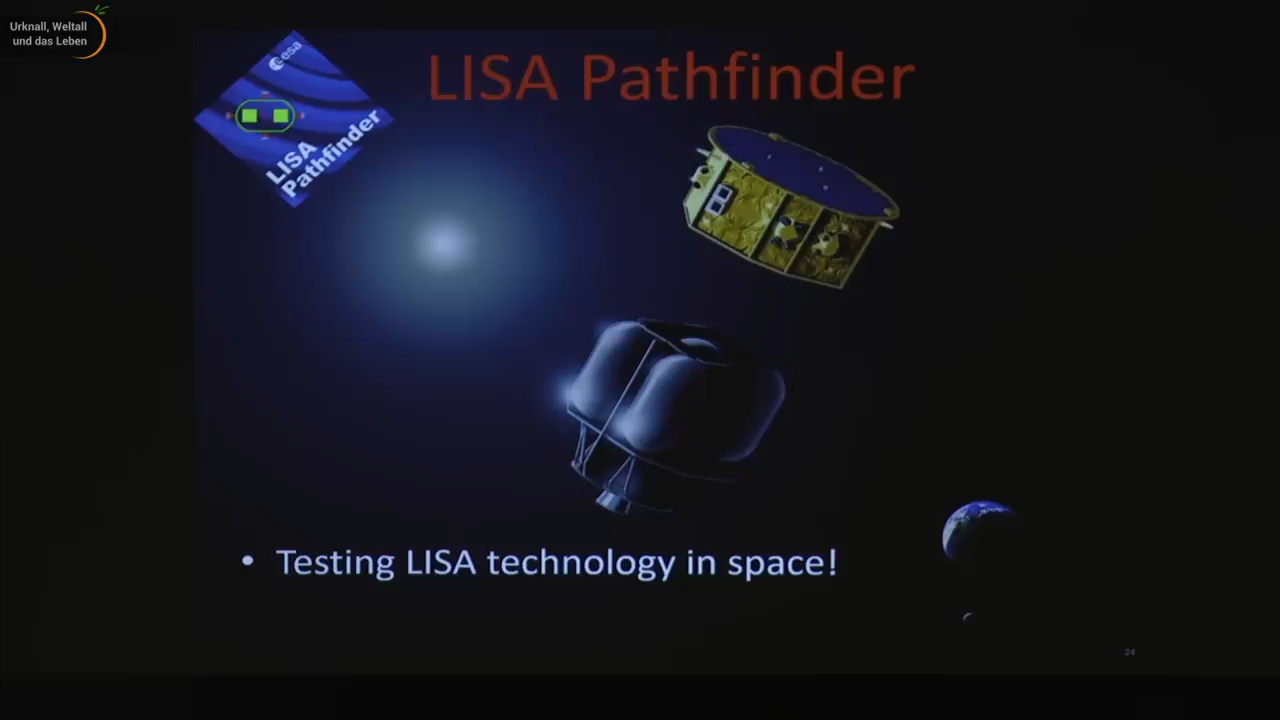 Urknall, Weltall
und das Leben
esa
LISA
Pathfinder
LISA Pathfinder
• Testing LISA technology in space!
24